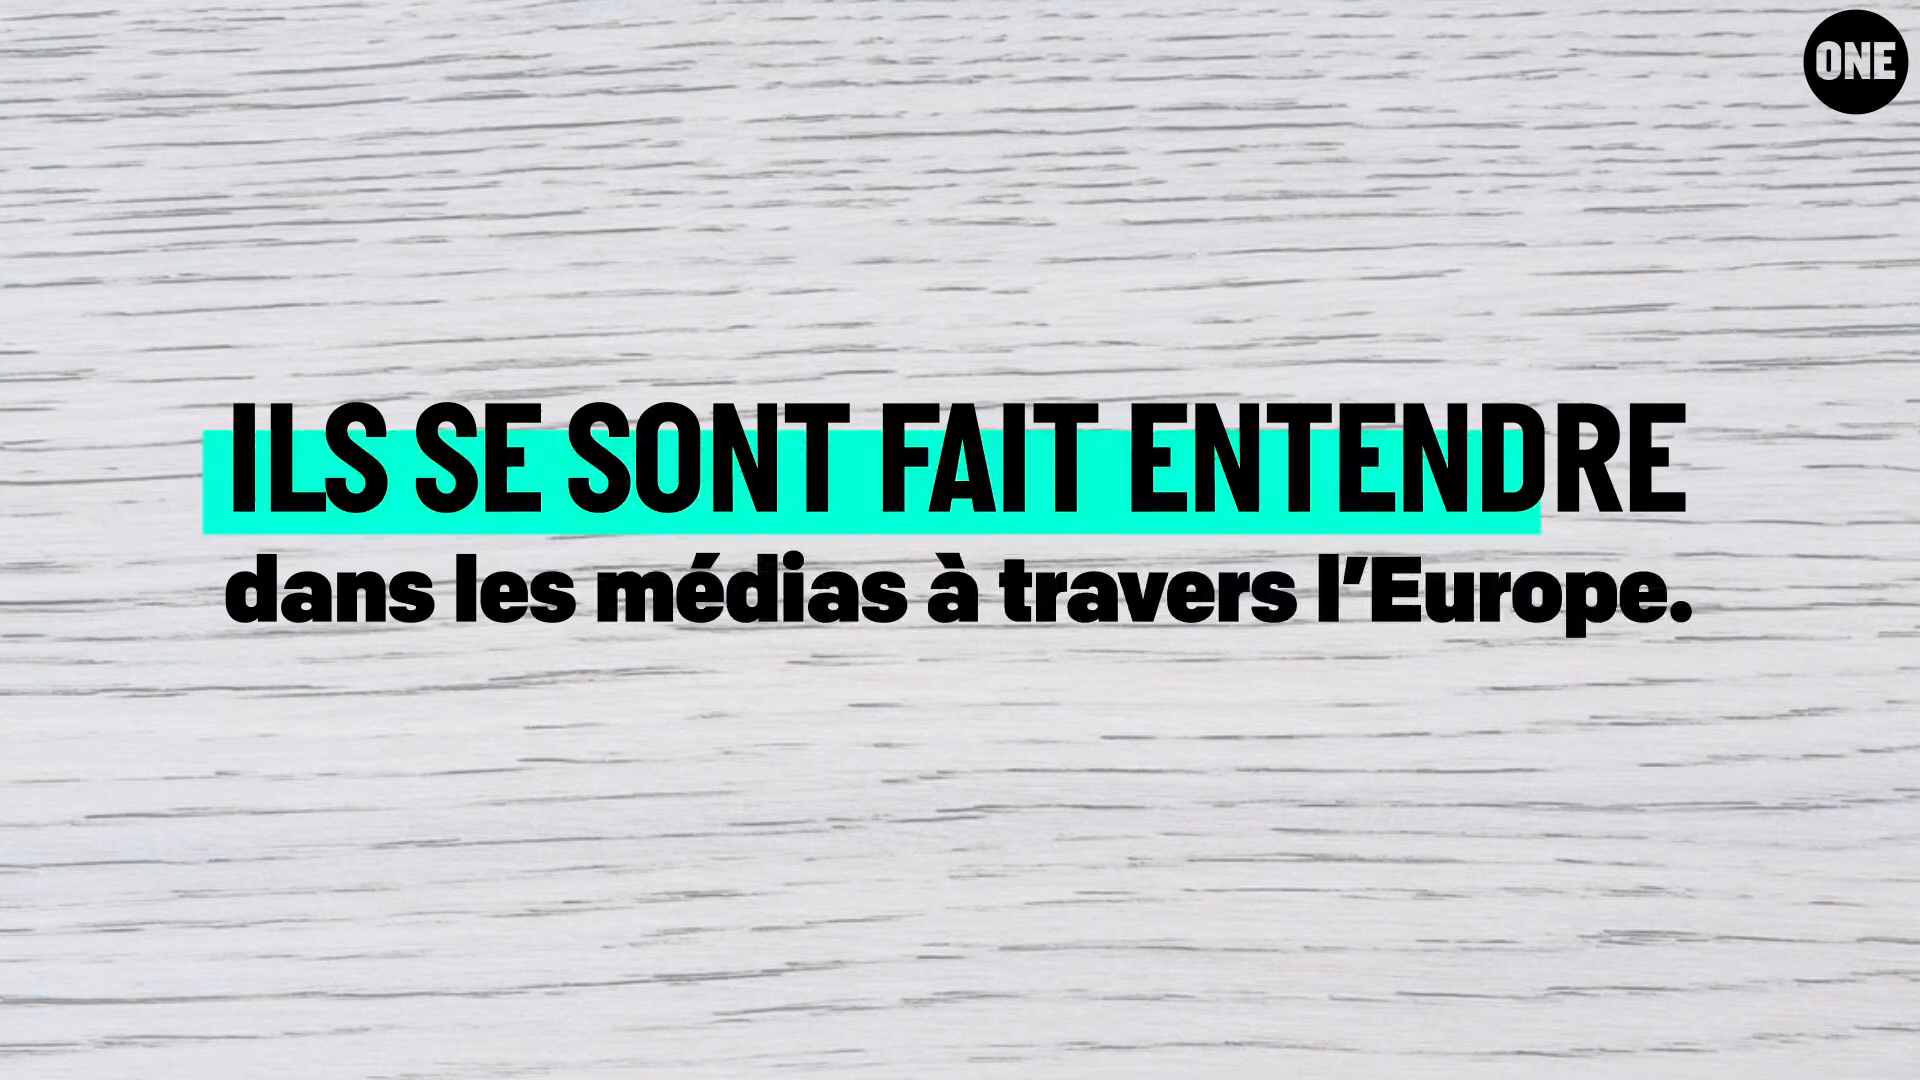 ONE
ILS SE SONT FAIT ENTENDRE
dans les médias à travers l’Europe.